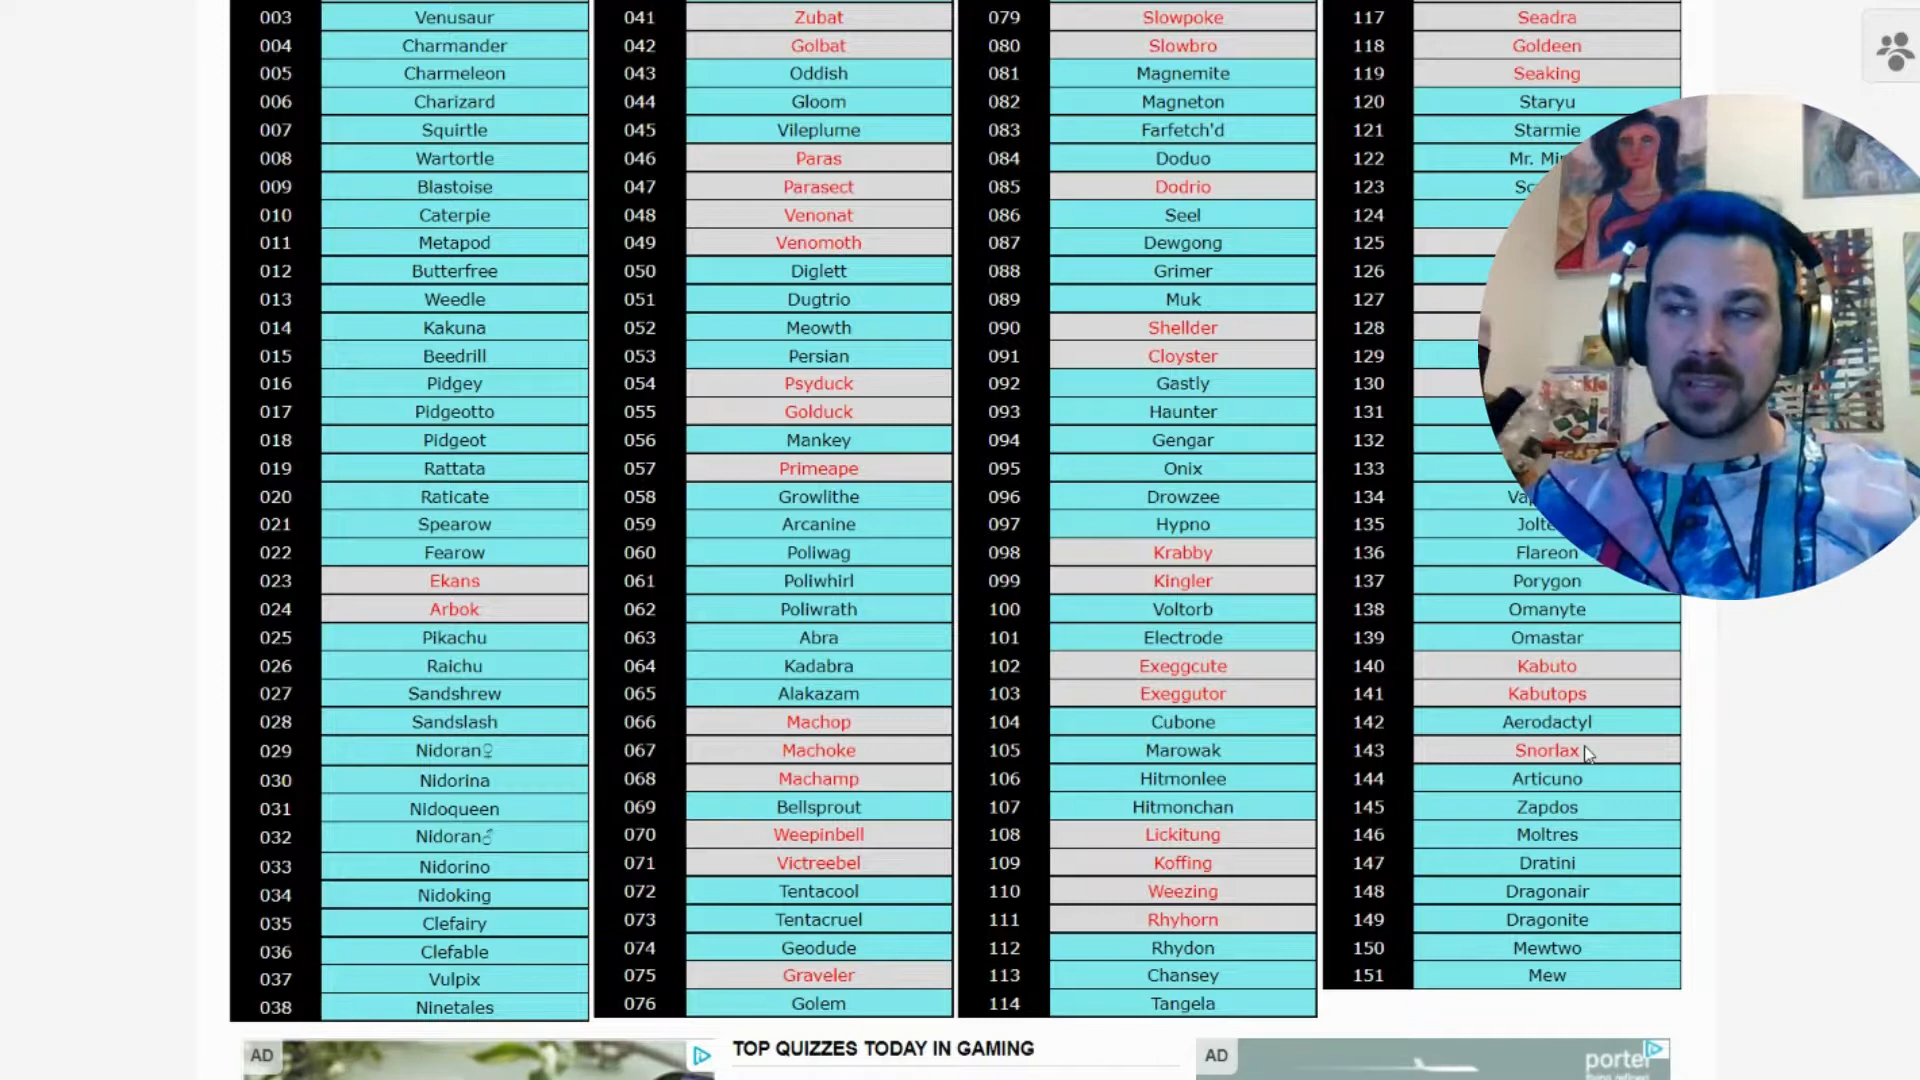 003 Venusaur
004 Charmander
005 Charmeleon
006 Charizard
007 Squirtle
008 Wartortle
009 Blastoise
010 Caterpie
011 Metapod
012 Butterfree
013 Weedle
014 Kakuna
015 Beedrill
016 Pidgey
017 Pidgeotto
018 Pidgeot
019 Rattata
020 Raticate
021 Spearow
022 Fearow
023 Ekans
024 Arbok
025 Pikachu
026 Raichu
027 Sandshrew
028 Sandslash
029 Nidoran♀
030 Nidorina
031 Nidoqueen
032 Nidoran♂
033 Nidorino
034 Nidoking
035 Clefairy
036 Clefable
037 Vulpix
038 Ninetales
041 Zubat
042 Golbat
043 Oddish
044 Gloom
045 Vileplume
046 Paras
047 Parasect
048 Venonat
049 Venomoth
050 Diglett
051 Dugtrio
052 Meowth
053 Persian
054 Psyduck
055 Golduck
056 Mankey
057 Primeape
058 Growlithe
059 Arcanine
060 Poliwag
061 Poliwhirl
062 Poliwrath
063 Abra
064 Kadabra
065 Alakazam
066 Machop
067 Machoke
068 Machamp
069 Bellsprout
070 Weepinbell
071 Victreebel
072 Tentacool
073 Tentacruel
074 Geodude
075 Graveler
076 Golem
079 Slowpoke
080 Slowbro
081 Magnemite
082 Magneton
083 Farfetch'd
084 Doduo
085 Dodrio
086 Seel
087 Dewgong
088 Grimer
089 Muk
090 Shellder
091 Cloyster
092 Gastly
093 Haunter
094 Gengar
095 Onix
096 Drowzee
097 Hypno
098 Krabby
099 Kingler
100 Voltorb
101 Electrode
102 Exeggcute
103 Exeggutor
104 Cubone
105 Marowak
106 Hitmonlee
107 Hitmonchan
108 Lickitung
109 Koffing
110 Weezing
111 Rhyhorn
112 Rhydon
113 Chansey
114 Tangela
117 Seadra
118 Goldeen
119 Seaking
120 Staryu
121 Starmie
122 Mr.
123
124
125
126
127
128
129
130
131
132
133
134
135
136 Flareon
137 Porygon
138 Omanyte
139 Omastar
140 Kabuto
141 Kabutops
142 Aerodactyl
143 Snorlax
144 Articuno
145 Zapdos
146 Moltres
147 Dratini
148 Dragonair
149 Dragonite
150 Mewtwo
151 Mew
AD
TOP QUIZZES TODAY IN GAMING
AD
porter